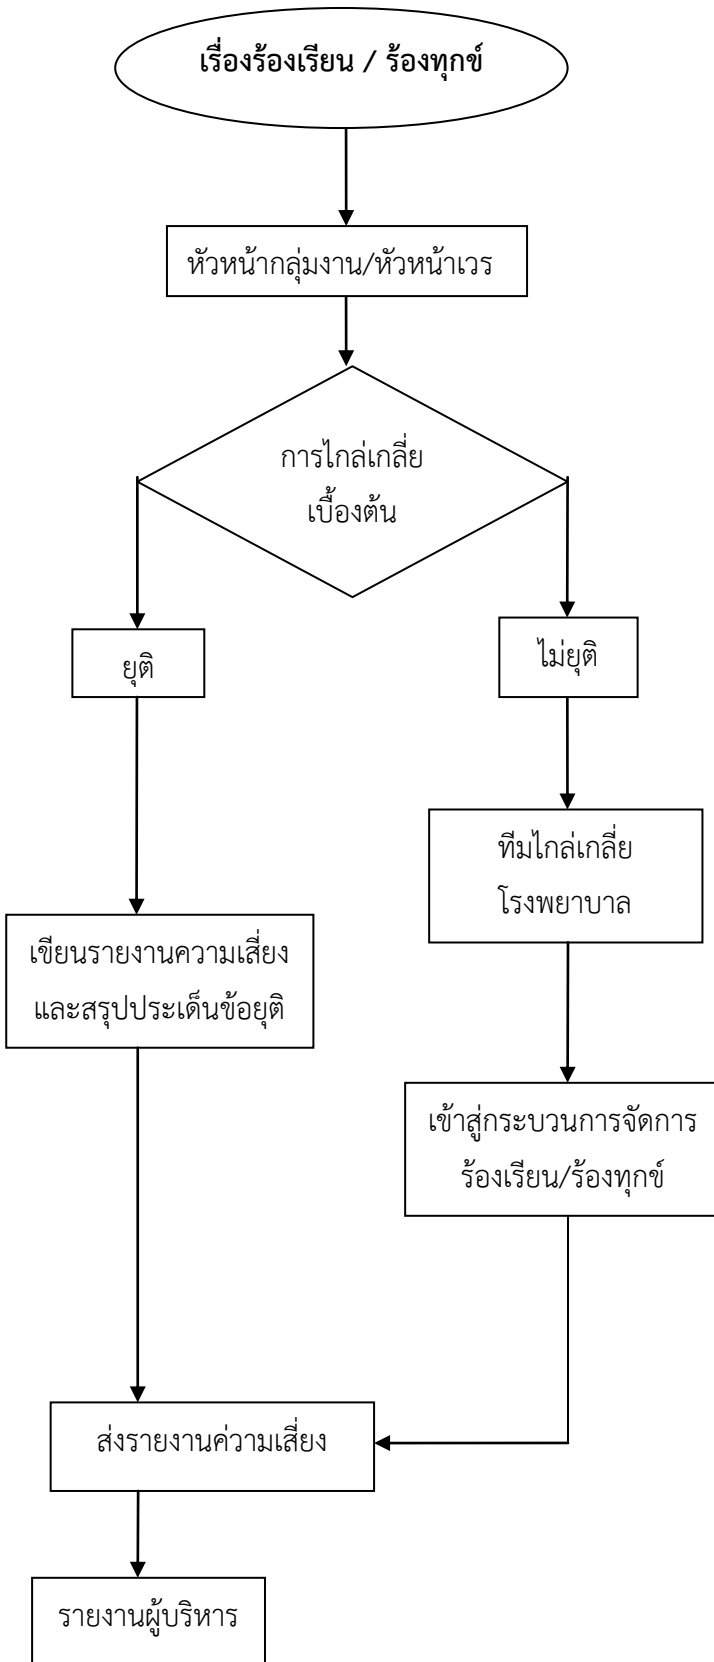 เรื่องร้องเรียน / ร้องทุกข์
หัวหน้ากลุ่มงาน/หัวหน้าเวร
การไกล่เกลี่ย
เบื้องต้น
ยุติ
ไม่ยุติ
ทีมไกล่เกลี่ย
โรงพยาบาล
เขียนรายงานความเสี่ยง
และสรุปประเด็นข้อยุติ
เข้าสู่กระบวนการจัดการ
ร้องเรียน/ร้องทุกข์
ส่งรายงานค่วามเสี่ยง
รายงานผู้บริหาร